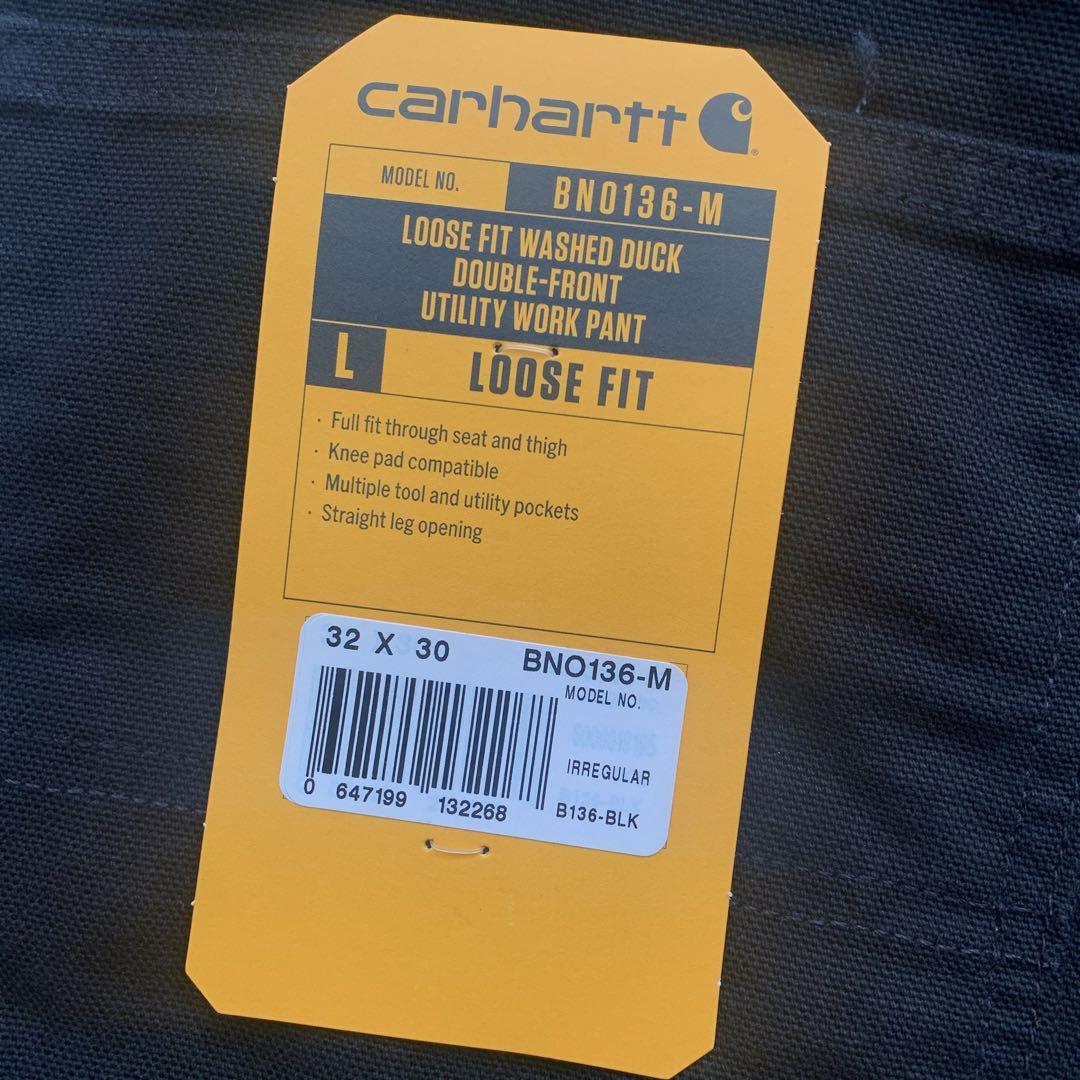 carhartt
MODEL NO. BN0136-M
LOOSE FIT WASHED DUCK
DOUBLE-FRONT
UTILITY WORK PANT
L LOOSE FIT
· Full fit through seat and thigh
· Knee pad compatible
· Multiple tool and utility pockets
· Straight leg opening
32 X 30 BNO136-M
MODEL NO.
IRREGULAR
0 647199 132268 B136-BLK